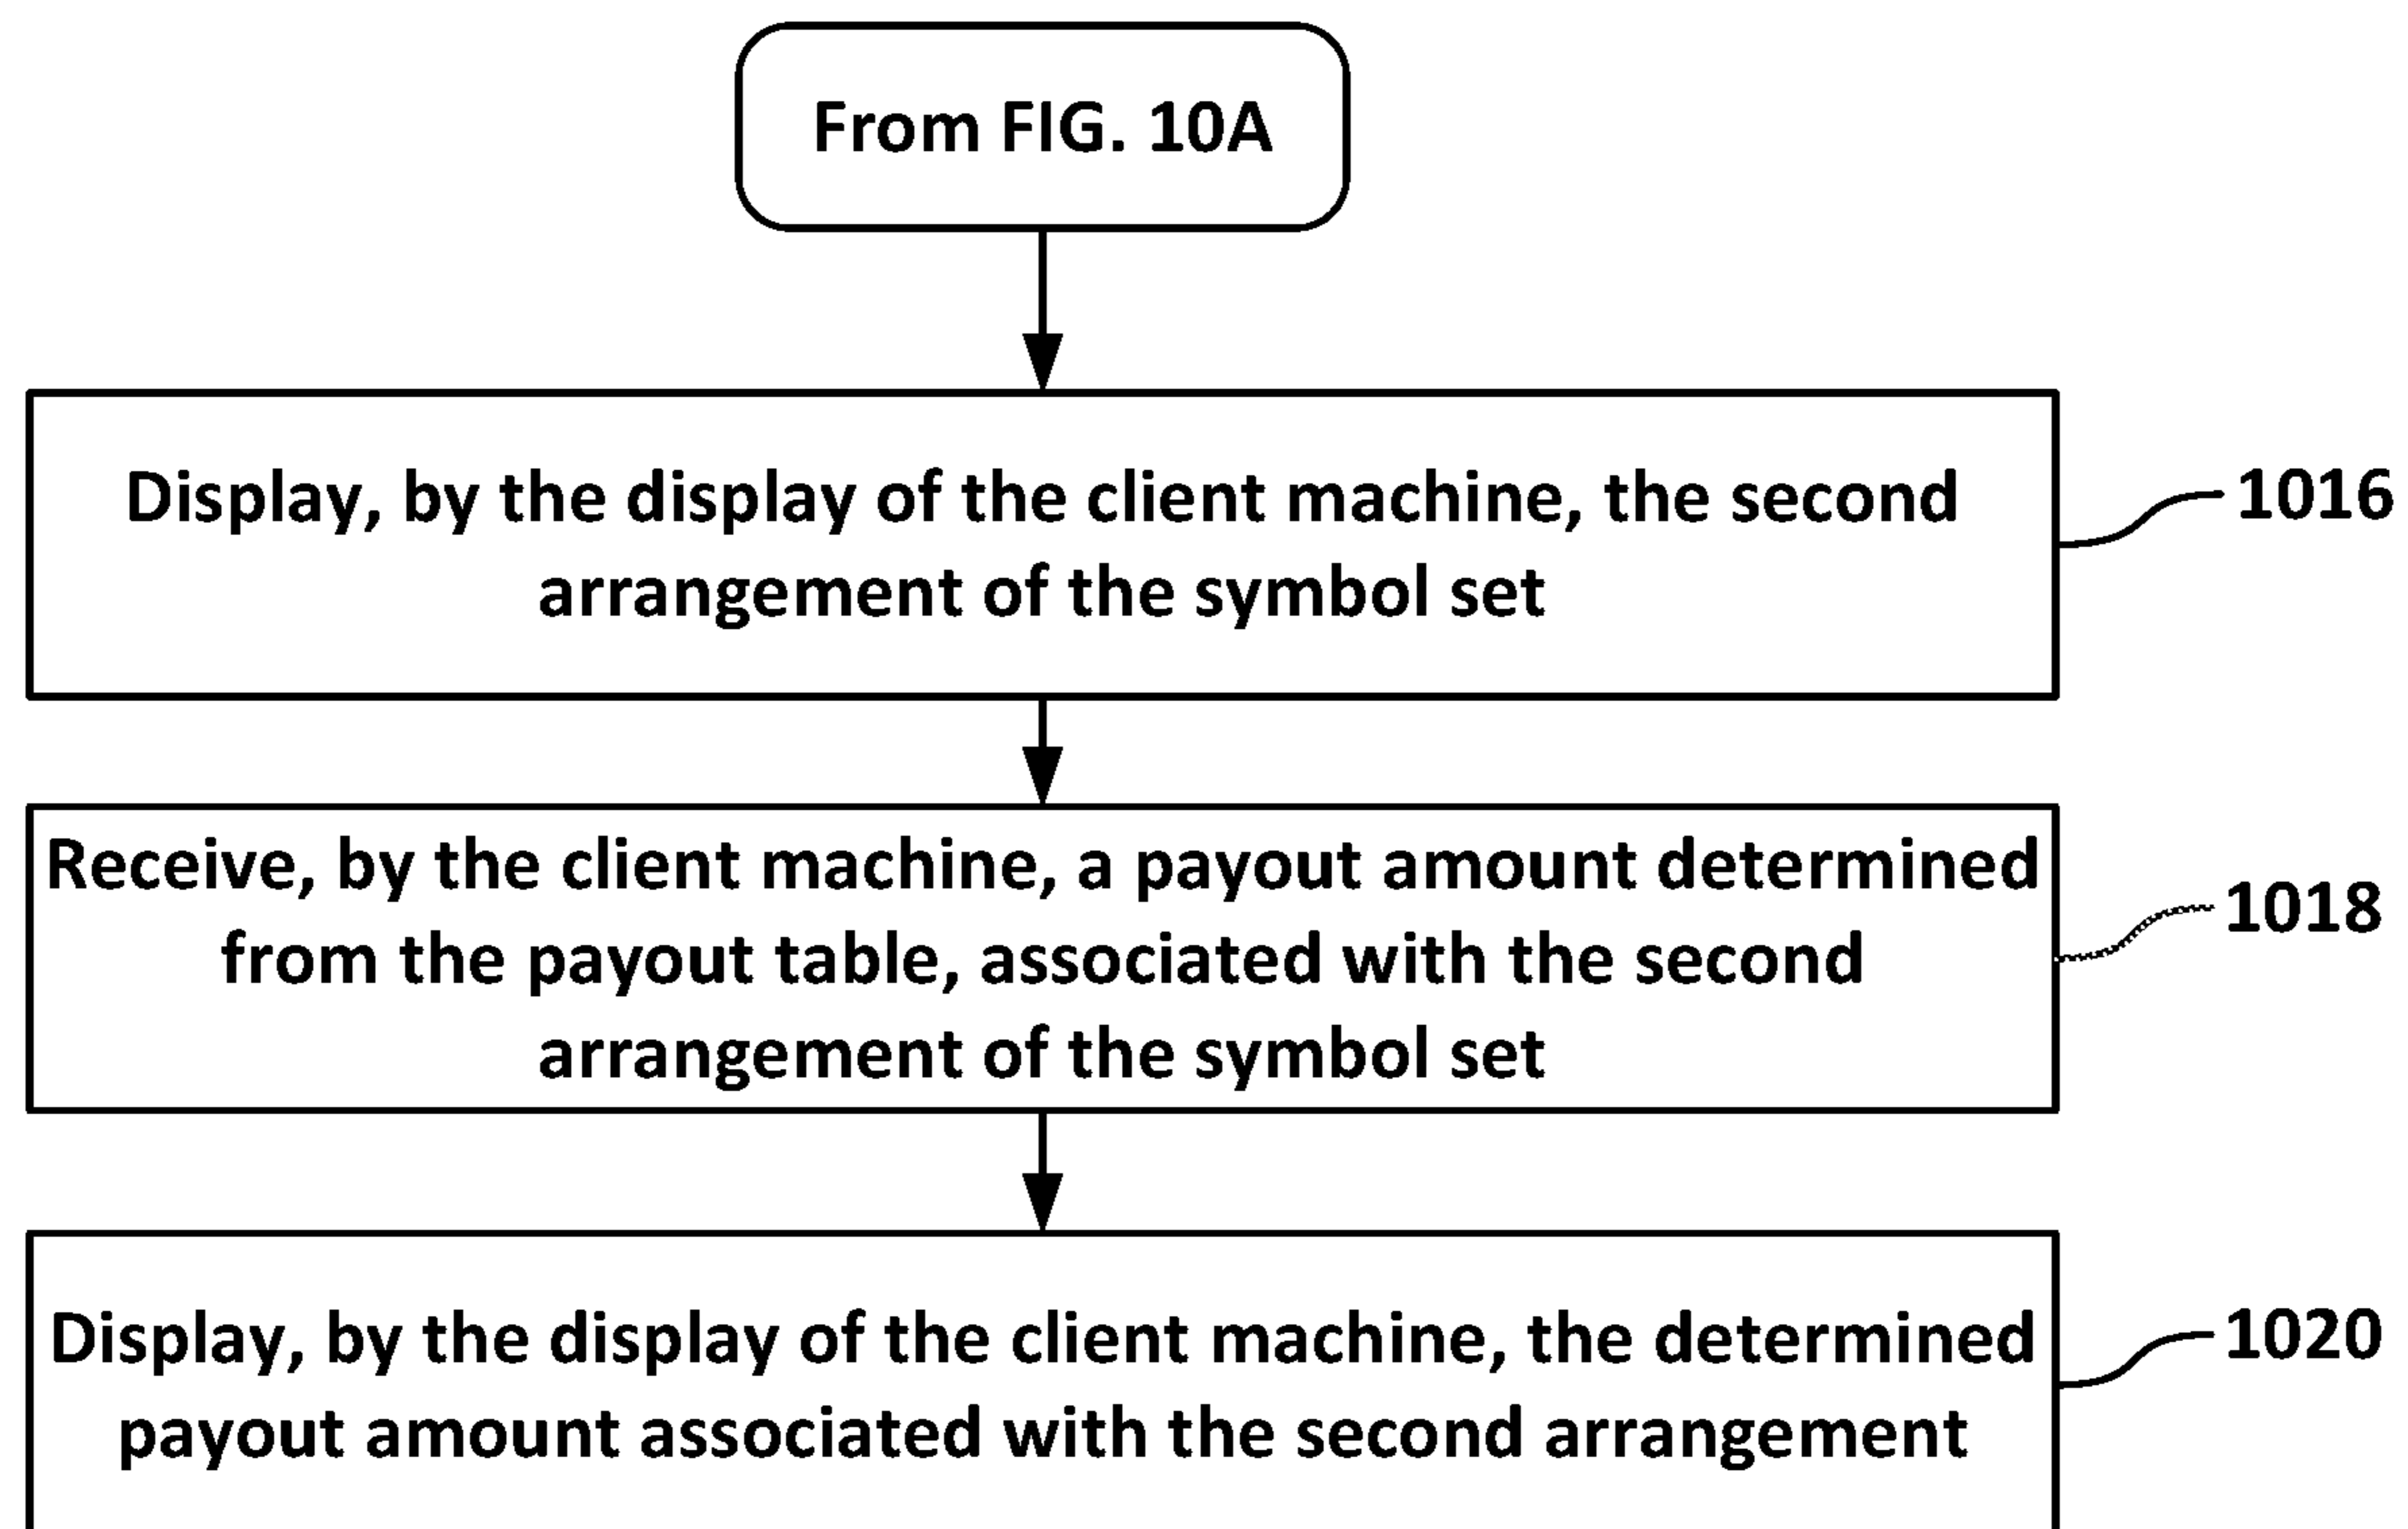 From FIG. 10A
Display, by the display of the client machine, the second
arrangement of the symbol set
1016
Receive, by the client machine, a payout amount determined
from the payout table, associated with the second
arrangement of the symbol set
1018
Display, by the display of the client machine, the determined
payout amount associated with the second arrangement
1020